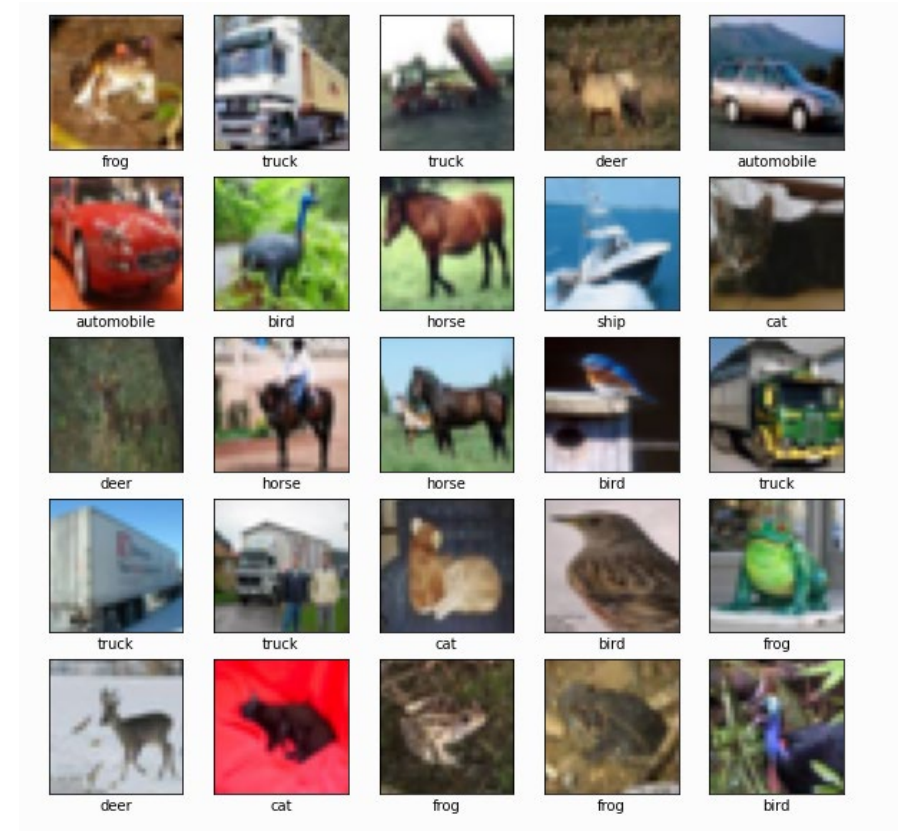 frog truck truck deer automobile
automobile bird horse ship cat
deer horse horse bird truck
truck truck cat bird frog
deer cat frog frog bird